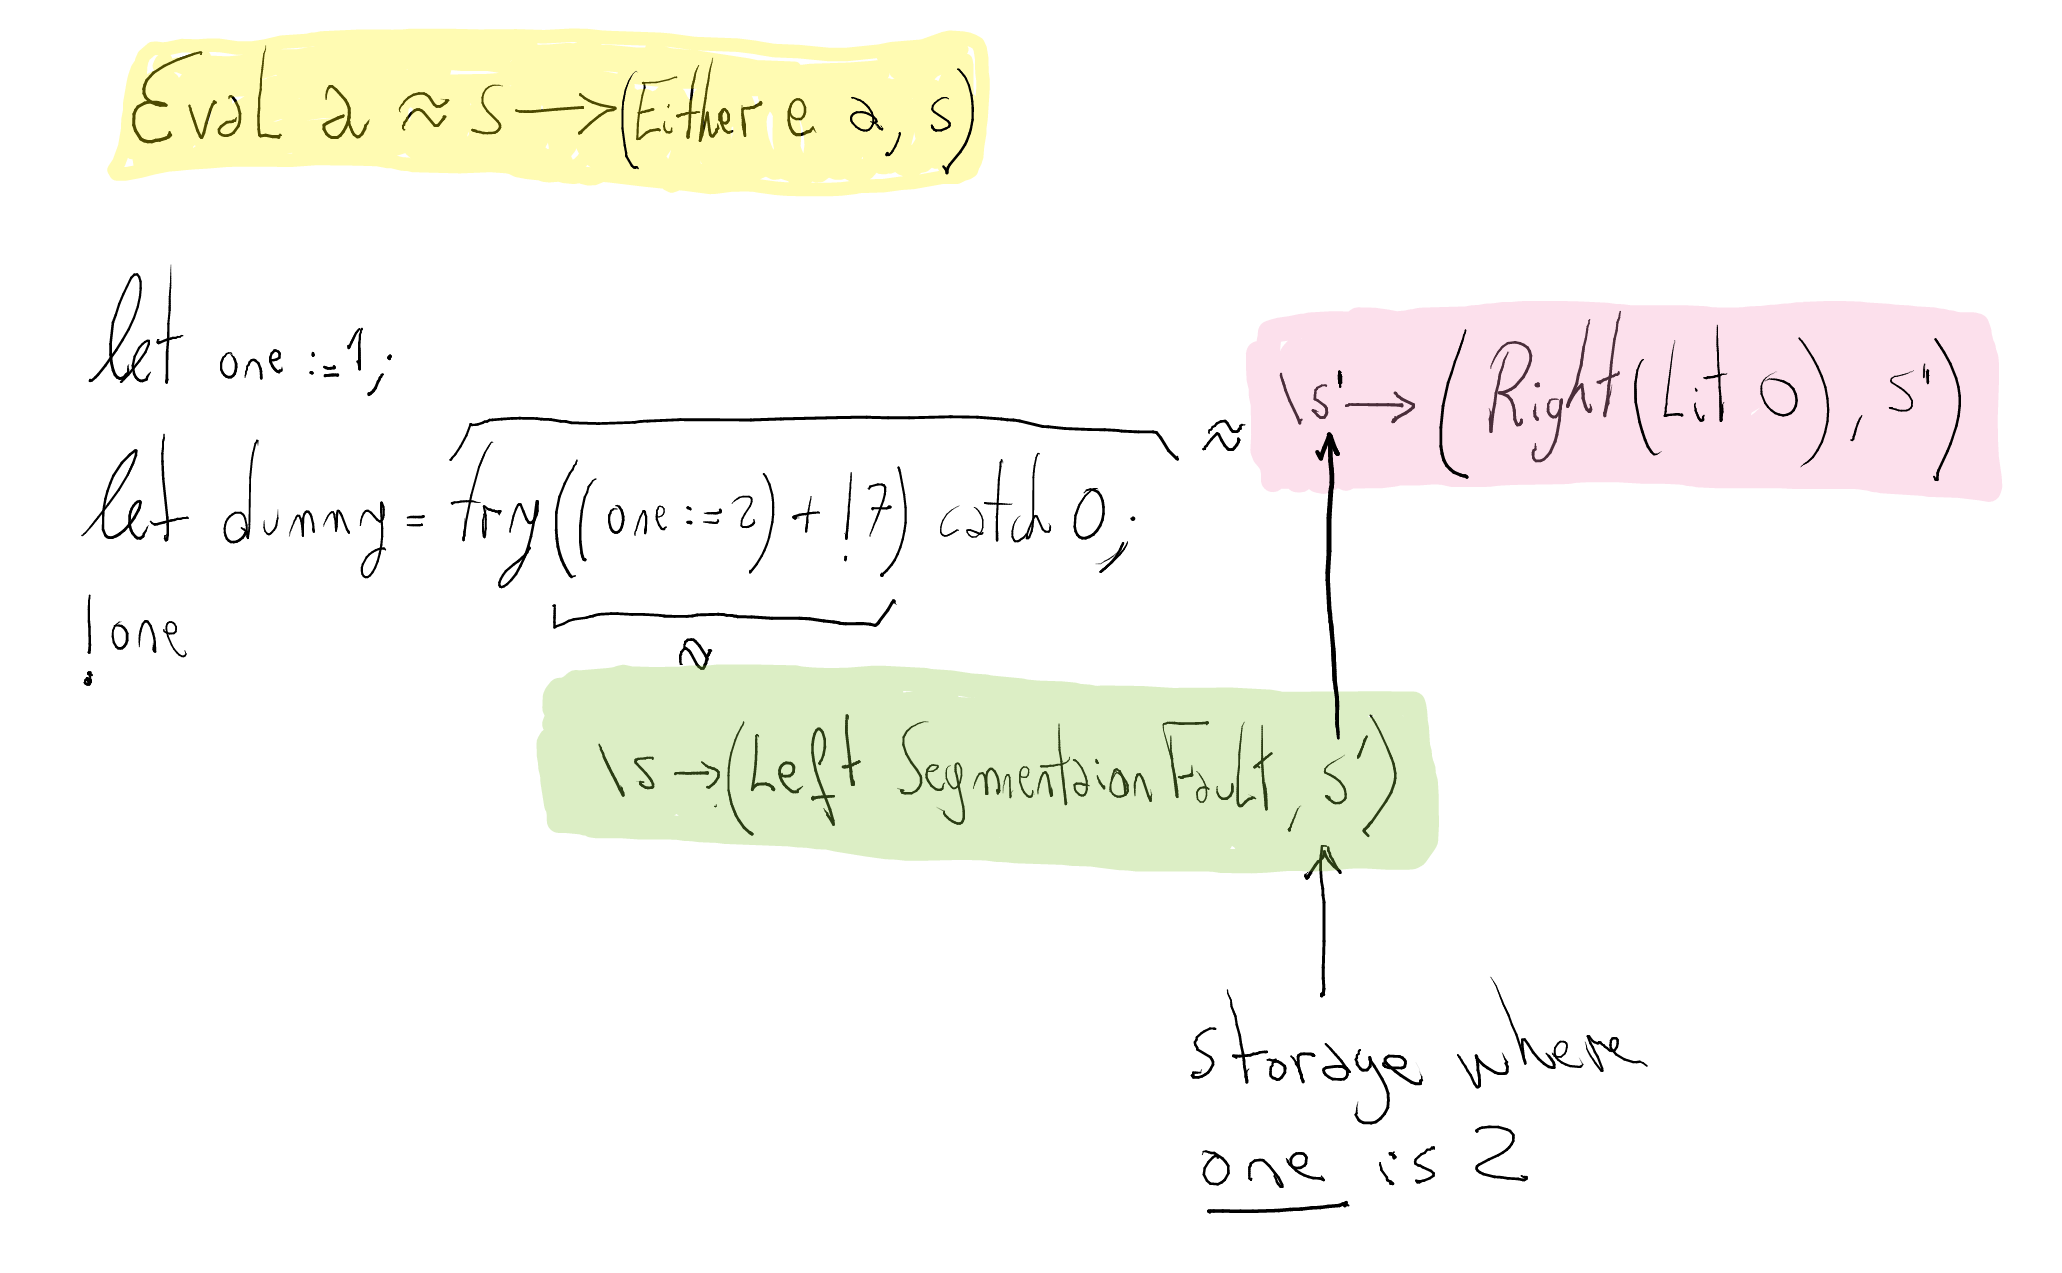 Eval a ≈ s → (Either e a, s)
let one := 1;
≈ \s' → (Right (Lit 0), s'')
let dunny = try((one := 2) + !7) catch 0;
!one
≈
\s → (Left SegmentaionFault, s')
storage where
one is 2